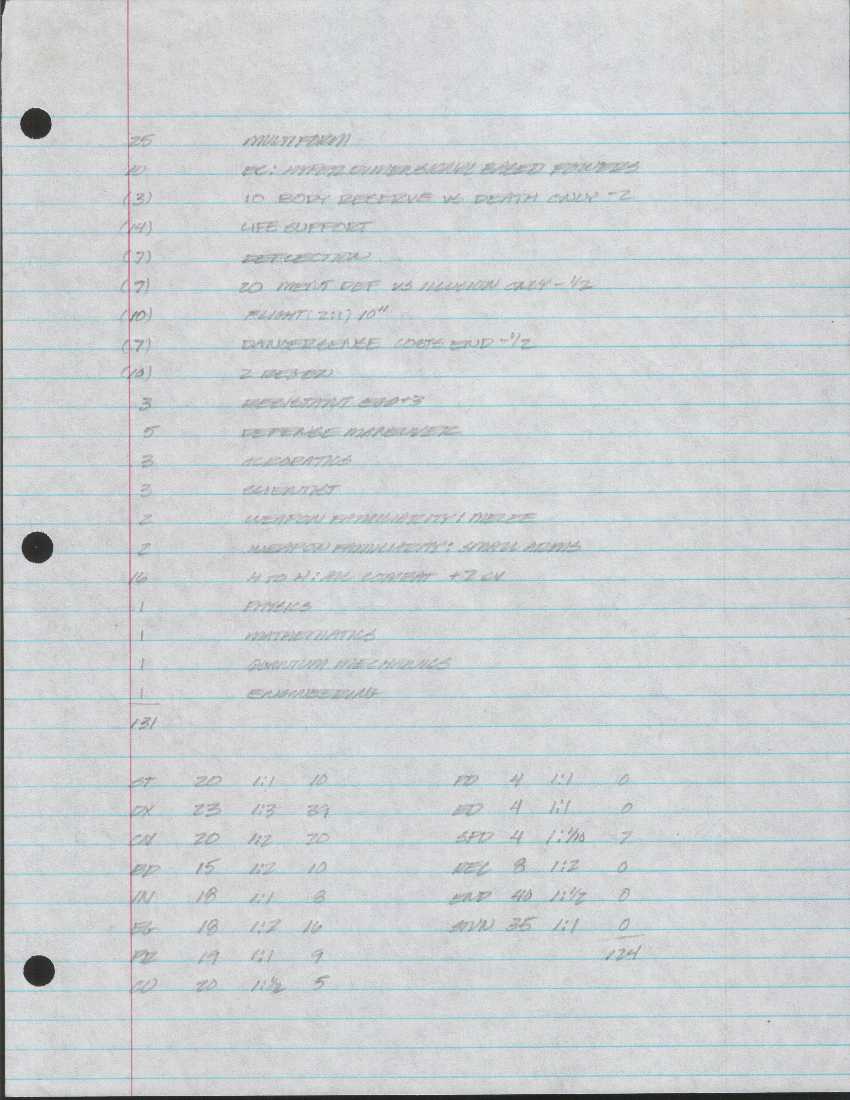 25 MULTIFORM
10 EC: HYPERDIMENSIONAL BASED POWERS
(3) 10 BODY RESERVE VS DEATH ONLY -2
(14) LIFE SUPPORT
(7) DEFLECTION
(7) 20 MENT DEF VS ILLUSION ONLY -1/2
(10) FLIGHT (2:1) 10"
(7) DANGERSENSE COSTS END -1/2
(10) 2 REGEN
3 RESISTANT EGO+3
5 DEFENSE MANEUVER
3 ACROBATICS
3 SCIENTIST
2 WEAPON FAMILIARITY: MELEE
2 WEAPON FAMILIARITY: SMALL ARMS
16 H TO H: ALL COMBAT +2 CV
1 PHYSICS
1 MATHEMATICS
1 QUANTUM MECHANICS
1 ENGINEERING
131
ST 20 1:1 10 PD 4 1:1 0
DX 23 1:3 39 ED 4 1:1 0
CN 20 1:2 20 SPD 4 1:1/10 7
BD 15 1:2 10 REC 8 1:2 0
IN 18 1:1 8 END 40 1:1/2 0
EG 18 1:2 16 STUN 35 1:1 0
PR 19 1:1 9 124
CO 20 1:1/2 5